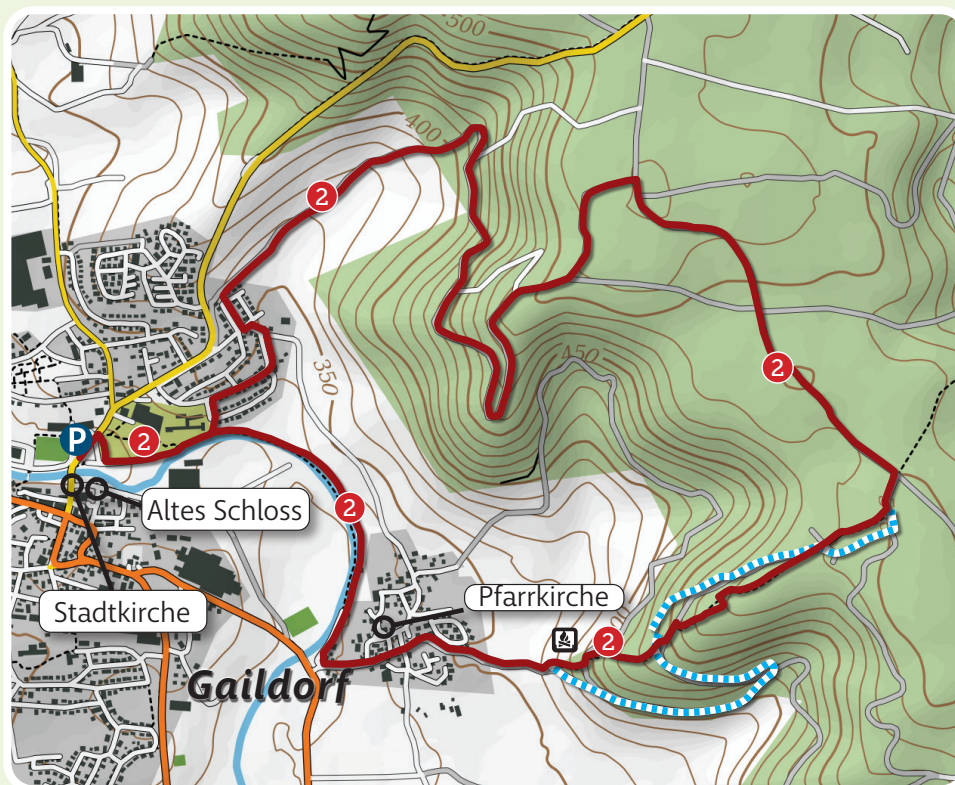 500
400
2
350
450
2
P
2
2
Altes Schloss
Pfarrkirche
Stadtkirche
2
Gaildorf